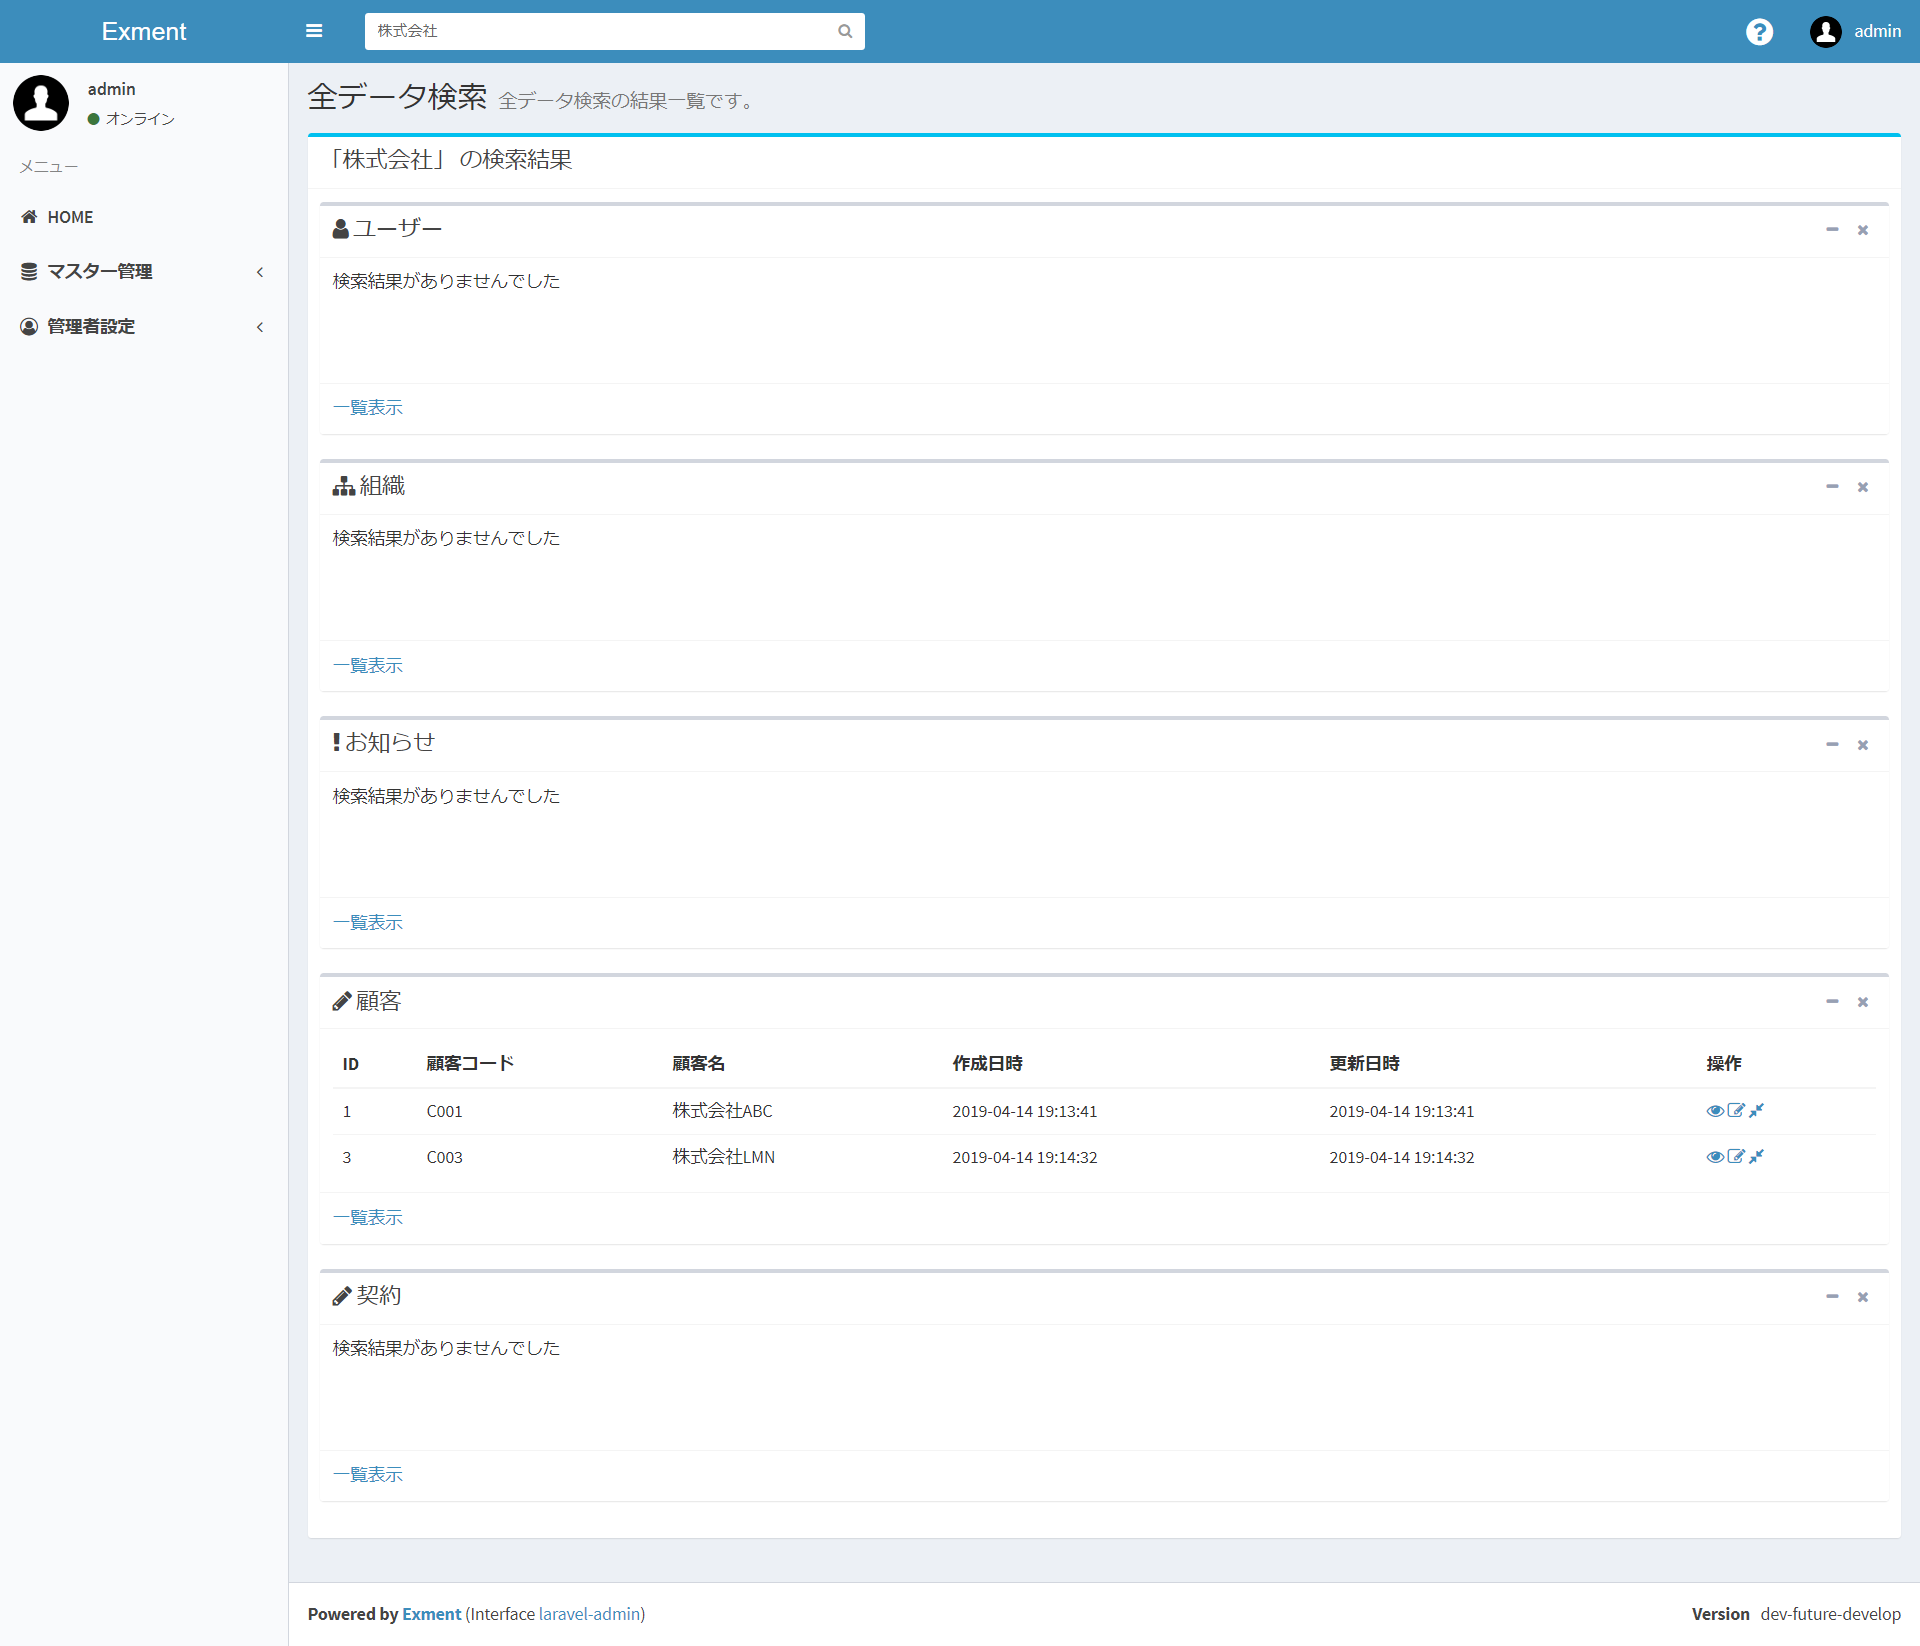 Exment
株式会社
admin
admin
オンライン
メニュー
HOME
マスター管理
管理者設定
全データ検索 全データ検索の結果一覧です。
「株式会社」 の検索結果
ユーザー
検索結果がありませんでした
一覧表示
組織
検索結果がありませんでした
一覧表示
お知らせ
検索結果がありませんでした
一覧表示
顧客
ID 顧客コード 顧客名 作成日時 更新日時 操作
1 C001 株式会社ABC 2019-04-14 19:13:41 2019-04-14 19:13:41
3 C003 株式会社LMN 2019-04-14 19:14:32 2019-04-14 19:14:32
一覧表示
契約
検索結果がありませんでした
一覧表示
Powered by Exment (Interface laravel-admin)
Version dev-future-develop